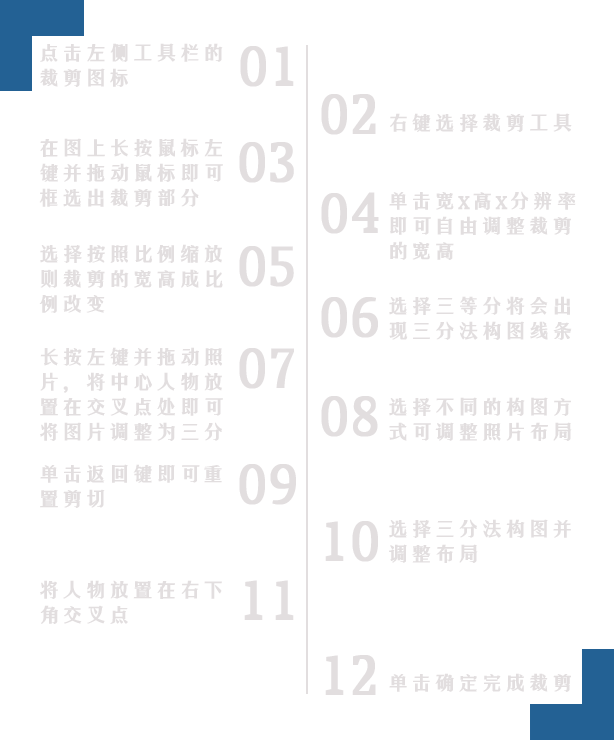 点击左侧工具栏的
裁剪图标
01
02
右键选择裁剪工具
在图上长按鼠标左
键并拖动鼠标即可
框选出裁剪部分
03
04
单击宽x高x分辨率
即可自由调整裁剪
的宽高
选择按照比例缩放
则裁剪的宽高成比
例改变
05
06
选择三等分将会出
现三分法构图线条
长按左键并拖动照
片，将中心人物放
置在交叉点处即可
将图片调整为三分
07
08
选择不同的构图方
式可调整照片布局
单击返回键即可重
置剪切
09
10
选择三分法构图并
调整布局
将人物放置在右下
角交叉点
11
12
单击确定完成裁剪